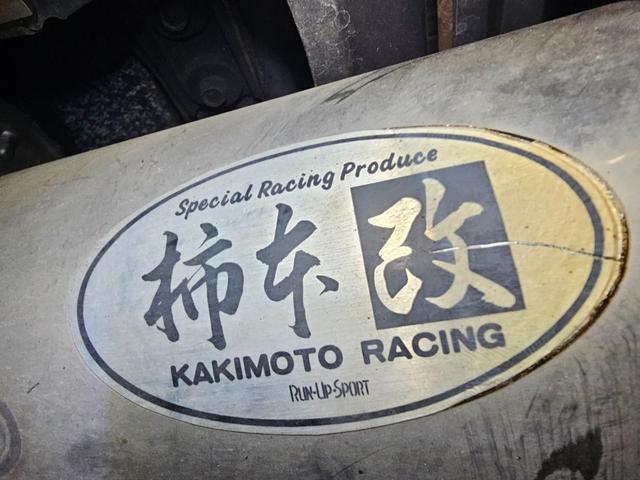 Special Racing Produce
柿本改
KAKIMOTO RACING
RUN-UP-SPORT